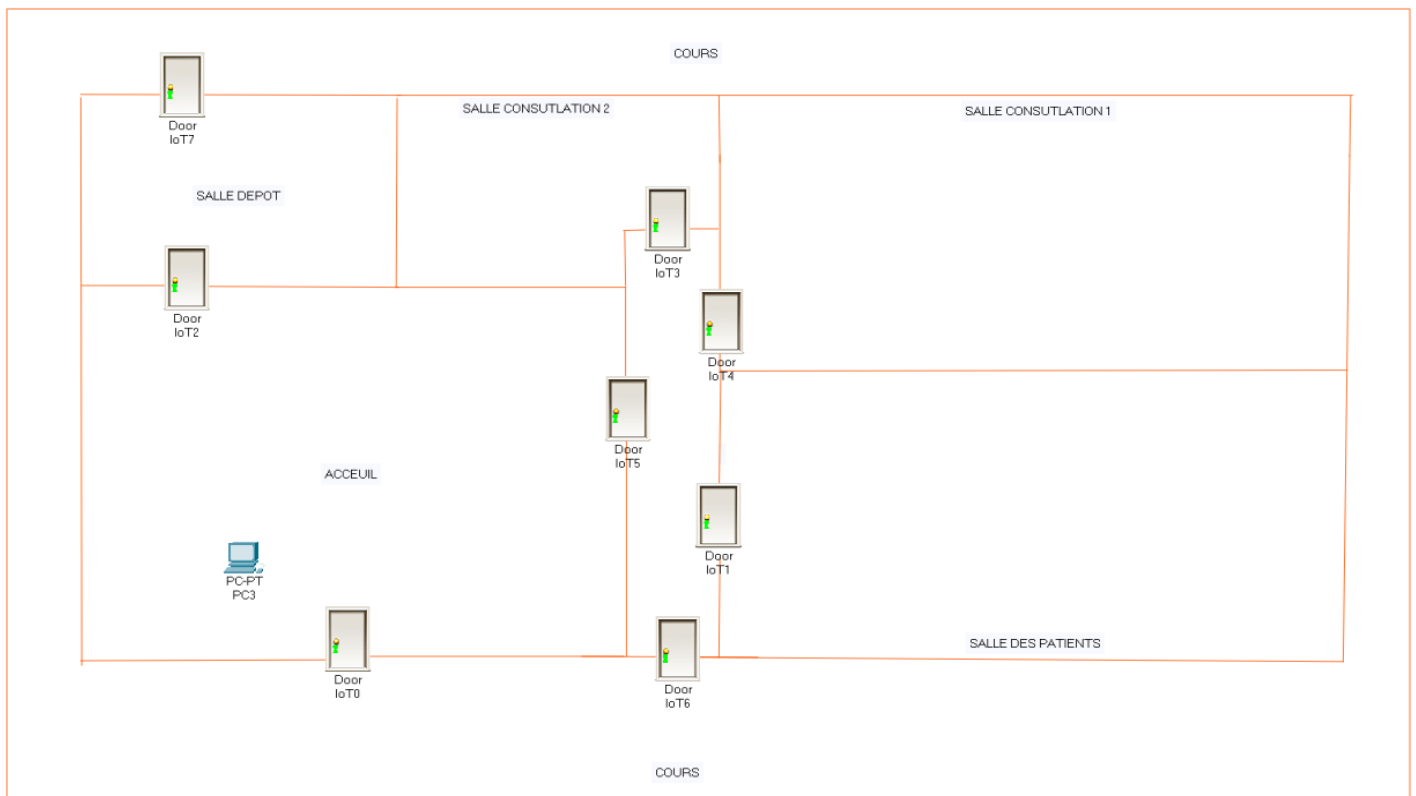 COURS
Door
IoT7
SALLE CONSUTLATION 2
SALLE CONSUTLATION 1
SALLE DEPOT
Door
IoT3
Door
IoT2
Door
IoT4
Door
IoT5
ACCEUIL
Door
IoT1
PC-PT
PC3
SALLE DES PATIENTS
Door
IoT0
Door
IoT6
COURS